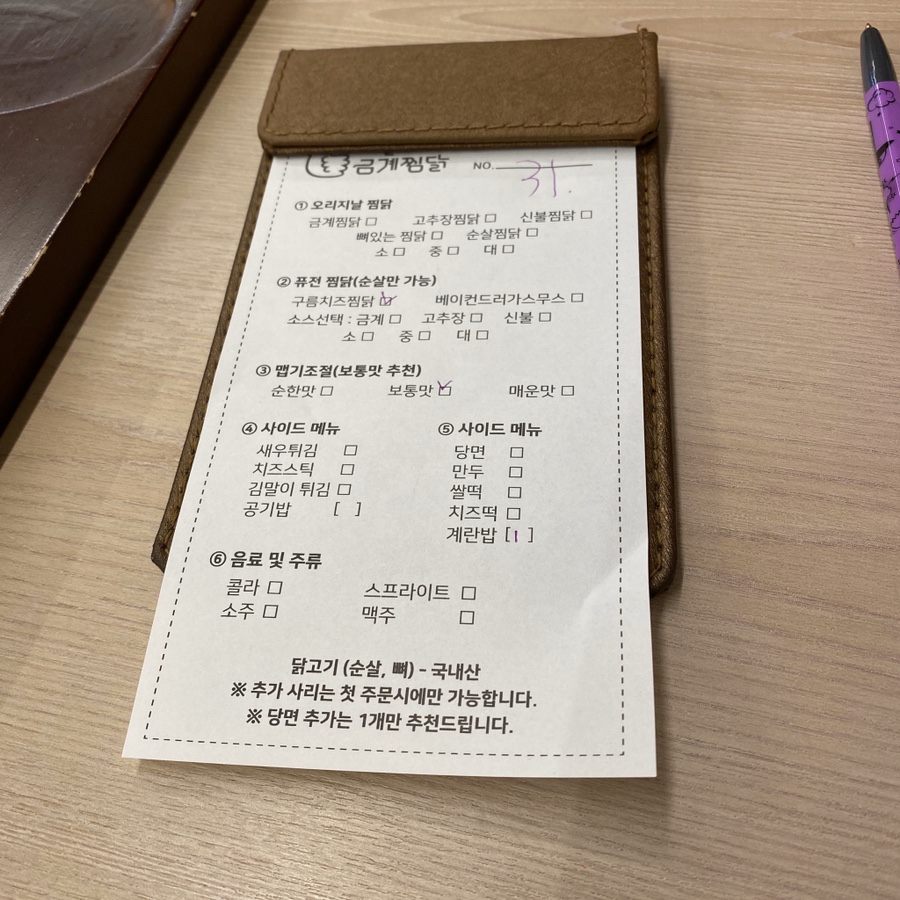 금계찜닭 NO. 31.
① 오리지날 찜닭
금계찜닭 □ 고추장찜닭 □ 신불찜닭 □
뼈있는 찜닭 □ 순살찜닭 □
소 □ 중 □ 대 □
② 퓨전 찜닭(순살만 가능)
구름치즈찜닭 ☑ 베이컨드러가스무스 □
소스선택 : 금계 □ 고추장 □ 신불 □
소 □ 중 □ 대 □
③ 맵기조절(보통맛 추천)
순한맛 □ 보통맛 ☑ 매운맛 □
④ 사이드 메뉴
새우튀김 □
치즈스틱 □
김말이 튀김 □
공기밥 [ ]
⑤ 사이드 메뉴
당면 □
만두 □
쌀떡 □
치즈떡 □
계란밥 [1]
⑥ 음료 및 주류
콜라 □ 스프라이트 □
소주 □ 맥주 □
닭고기 (순살, 뼈) - 국내산
※ 추가 사리는 첫 주문시에만 가능합니다.
※ 당면 추가는 1개만 추천드립니다.